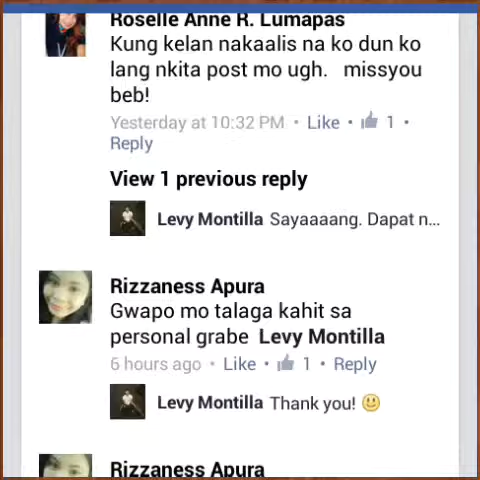 Roselle Anne R. Lumapas
Kung kelan nakaalis na ko dun ko
lang nkita post mo ugh. missyou
beb!
Yesterday at 10:32 PM • Like • 1 •
Reply
View 1 previous reply
Levy Montilla Sayaaaang. Dapat n...
Rizzaness Apura
Gwapo mo talaga kahit sa
personal grabe Levy Montilla
6 hours ago • Like • 1 • Reply
Levy Montilla Thank you! 😃
Rizzaness Apura